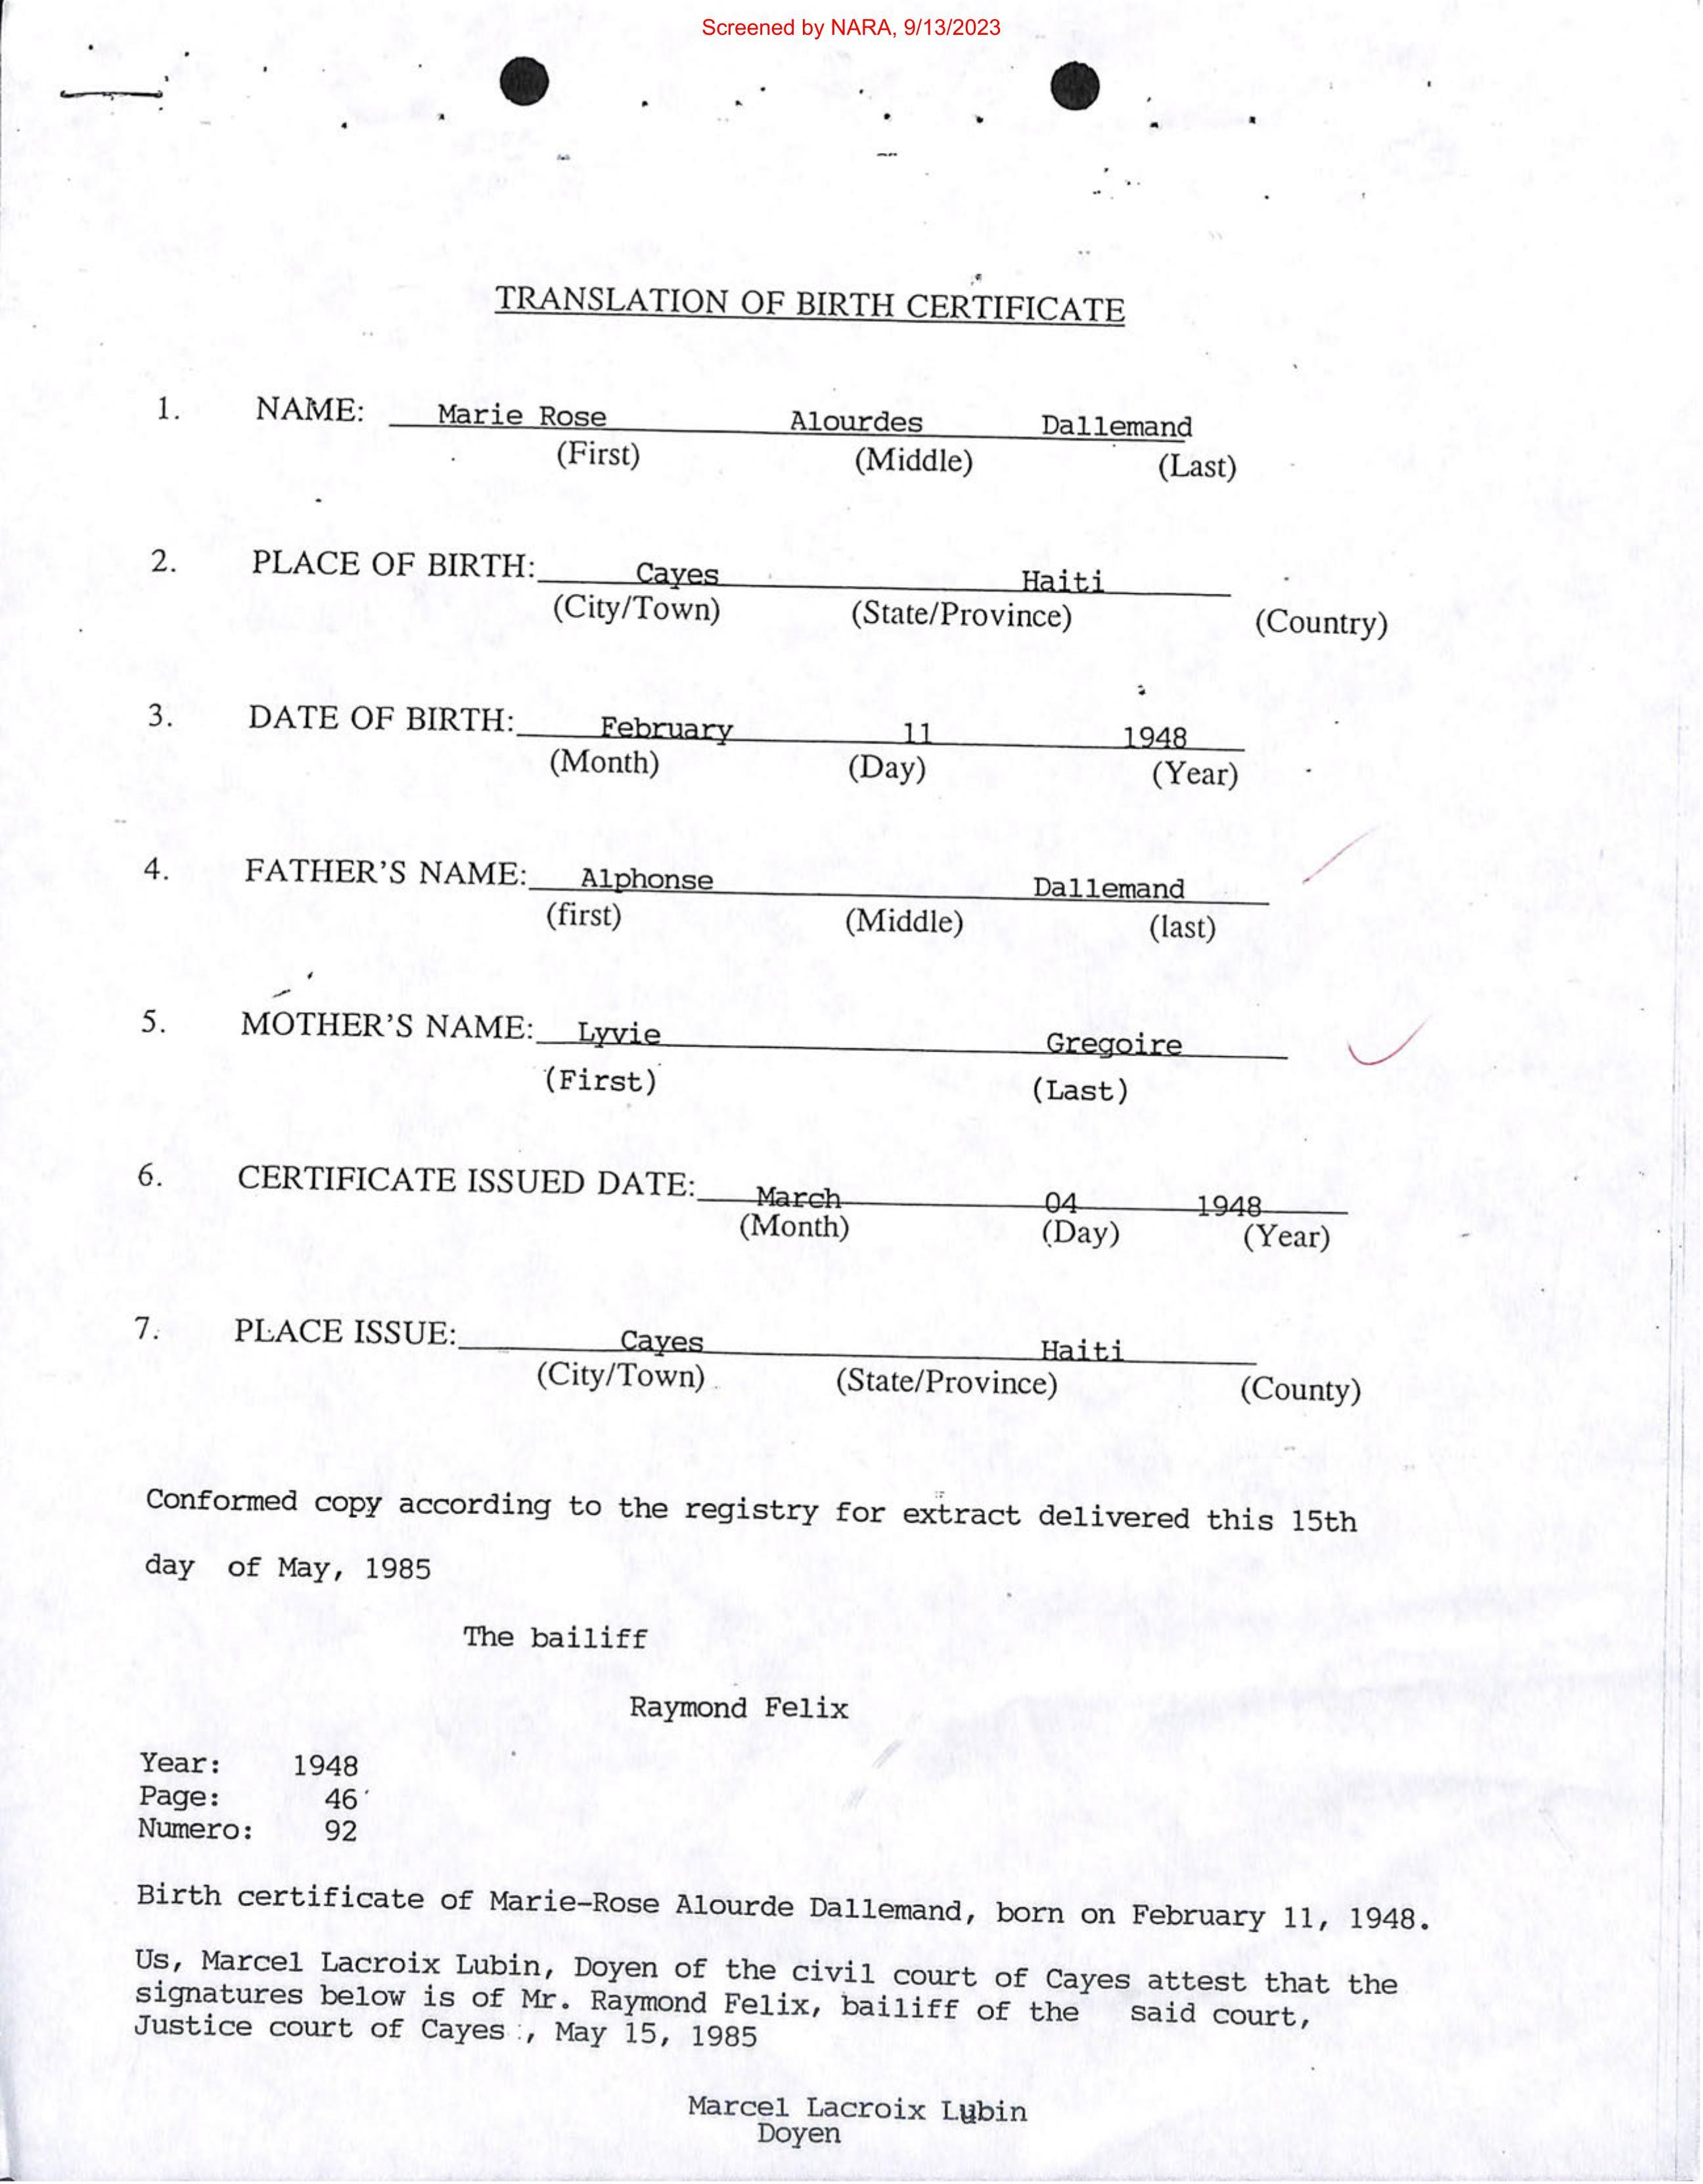 Screened by NARA, 9/13/2023
TRANSLATION OF BIRTH CERTIFICATE
1. NAME: Marie Rose Alourdes Dallemand
(First) (Middle) (Last)
2. PLACE OF BIRTH: Cayes Haiti
(City/Town) (State/Province) (Country)
3. DATE OF BIRTH: February 11 1948
(Month) (Day) (Year)
4. FATHER'S NAME: Alphonse Dallemand
(first) (Middle) (last)
5. MOTHER'S NAME: Lyvie Gregoire
(First) (Last)
6. CERTIFICATE ISSUED DATE: March 04 1948
(Month) (Day) (Year)
7. PLACE ISSUE: Cayes Haiti
(City/Town) (State/Province) (County)
Conformed copy according to the registry for extract delivered this 15th
day of May, 1985
The bailiff
Raymond Felix
Year: 1948
Page: 46
Numero: 92
Birth certificate of Marie-Rose Alourde Dallemand, born on February 11, 1948.
Us, Marcel Lacroix Lubin, Doyen of the civil court of Cayes attest that the
signatures below is of Mr. Raymond Felix, bailiff of the said court,
Justice court of Cayes :, May 15, 1985
Marcel Lacroix Lubin
Doyen